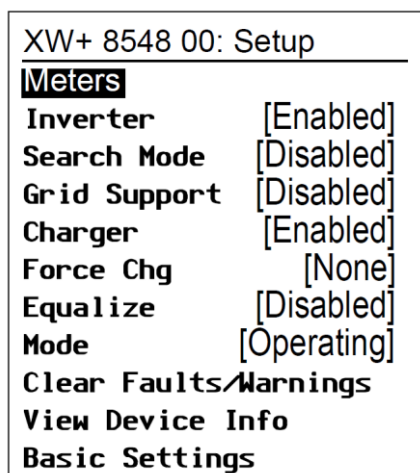 XW+ 8548 00: Setup
Meters
Inverter [Enabled]
Search Mode [Disabled]
Grid Support [Disabled]
Charger [Enabled]
Force Chg [None]
Equalize [Disabled]
Mode [Operating]
Clear Faults/Warnings
View Device Info
Basic Settings